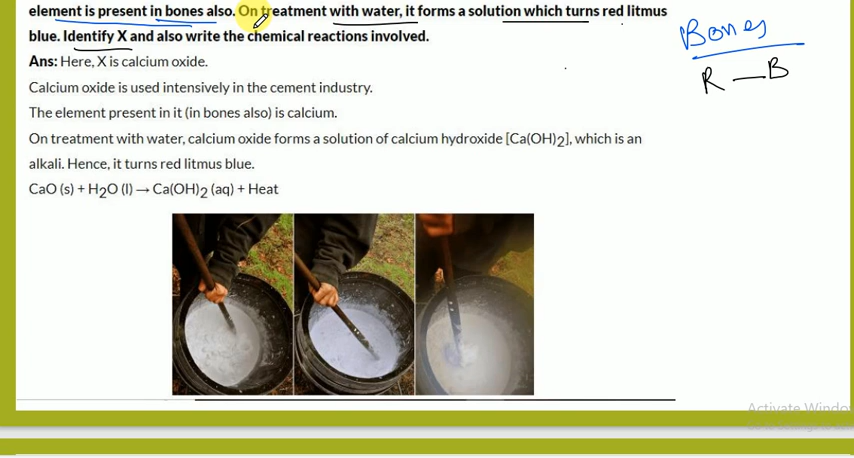 element is present in bones also. On treatment with water, it forms a solution which turns red litmus
blue. Identify X and also write the chemical reactions involved.
Ans: Here, X is calcium oxide.
Calcium oxide is used intensively in the cement industry.
The element present in it (in bones also) is calcium.
On treatment with water, calcium oxide forms a solution of calcium hydroxide [Ca(OH)2], which is an
alkali. Hence, it turns red litmus blue.
CaO (s) + H2O (l) → Ca(OH)2 (aq) + Heat
Bones
R — B
Activate Windo